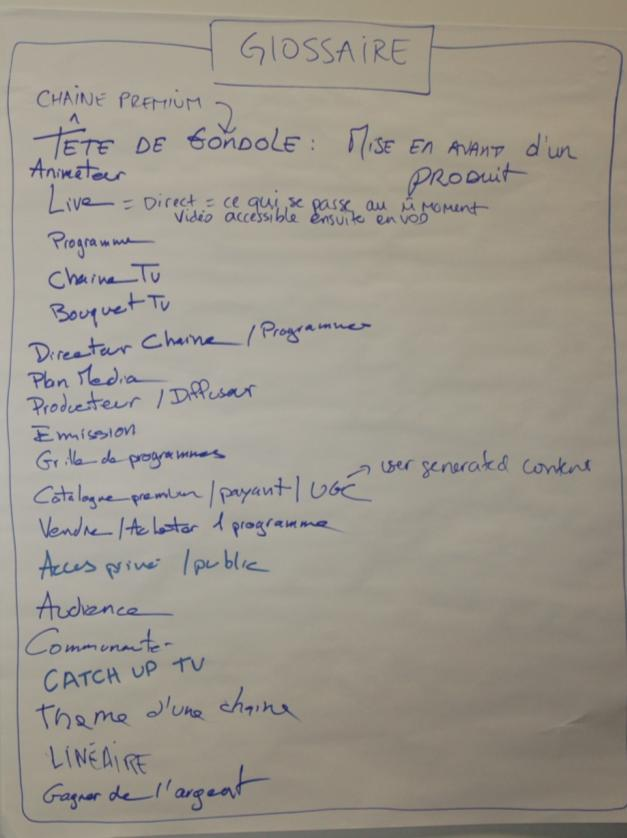 GLOSSAIRE
CHAINE PREMIUM
TÊTE DE GONDOLE : MISE EN AVANT d'un
PRODUIT
Animateur
Live = Direct = ce qui se passe au m̂ MOMENT
Vidéo accessible ensuite en VOD
Programme
Chaine TV
Bouquet TV
Directeur Chaine / Programmes
Plan Media
Producteur / Diffuseur
Emission
Grille de programmes
Catalogue premium / payant / UGC → user generated content
Vendre / Acheter 1 programme
Acces privé / public
Audience
Communauté
CATCH UP TV
Theme d'une chaine
LINÉAIRE
Gagner de l'argent